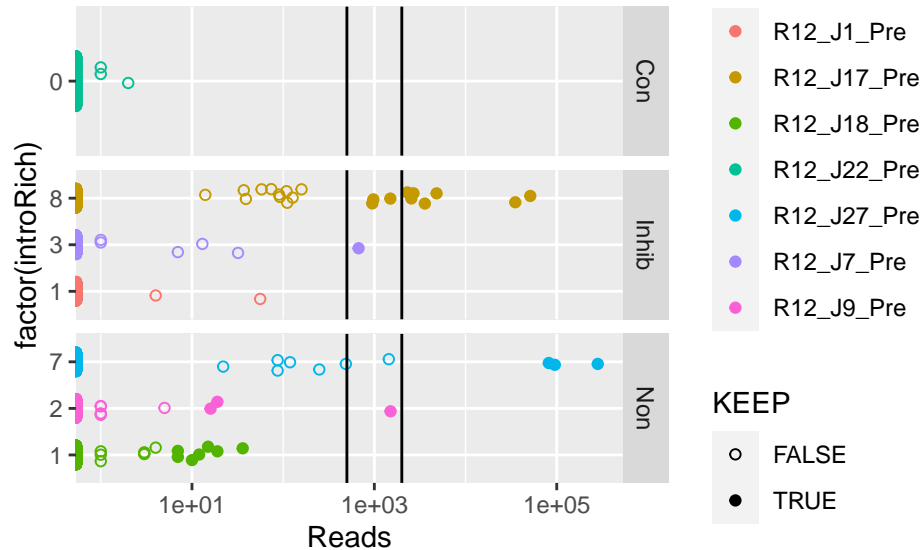 factor(introRich)
0
Con
8
3
1
Inhib
7
2
1
Non
1e+01
1e+03
1e+05
Reads
R12_J1_Pre
R12_J17_Pre
R12_J18_Pre
R12_J22_Pre
R12_J27_Pre
R12_J7_Pre
R12_J9_Pre
KEEP
FALSE
TRUE